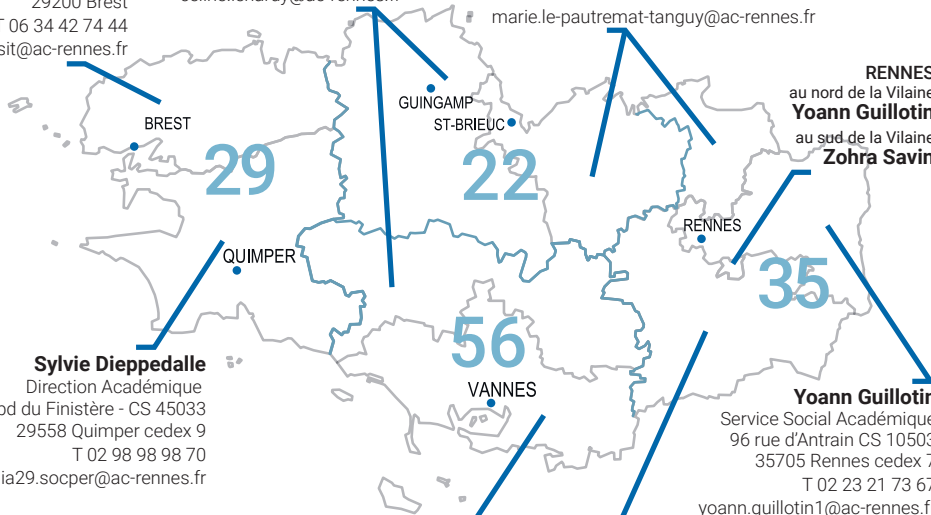 29200 Brest
T 06 34 42 74 44
sit@ac-rennes.fr
marie.le-pautremat-tanguy@ac-rennes.fr
RENNES
au nord de la Vilaine
Yoann Guillotin
au sud de la Vilaine
Zohra Savin
BREST
GUINGAMP
ST-BRIEUC
29
22
RENNES
QUIMPER
35
56
VANNES
Sylvie Dieppedalle
Direction Académique
bd du Finistère - CS 45033
29558 Quimper cedex 9
T 02 98 98 98 70
ia29.socper@ac-rennes.fr
Yoann Guillotin
Service Social Académique
96 rue d'Antrain CS 10503
35705 Rennes cedex 7
T 02 23 21 73 67
yoann.guillotin1@ac-rennes.fr